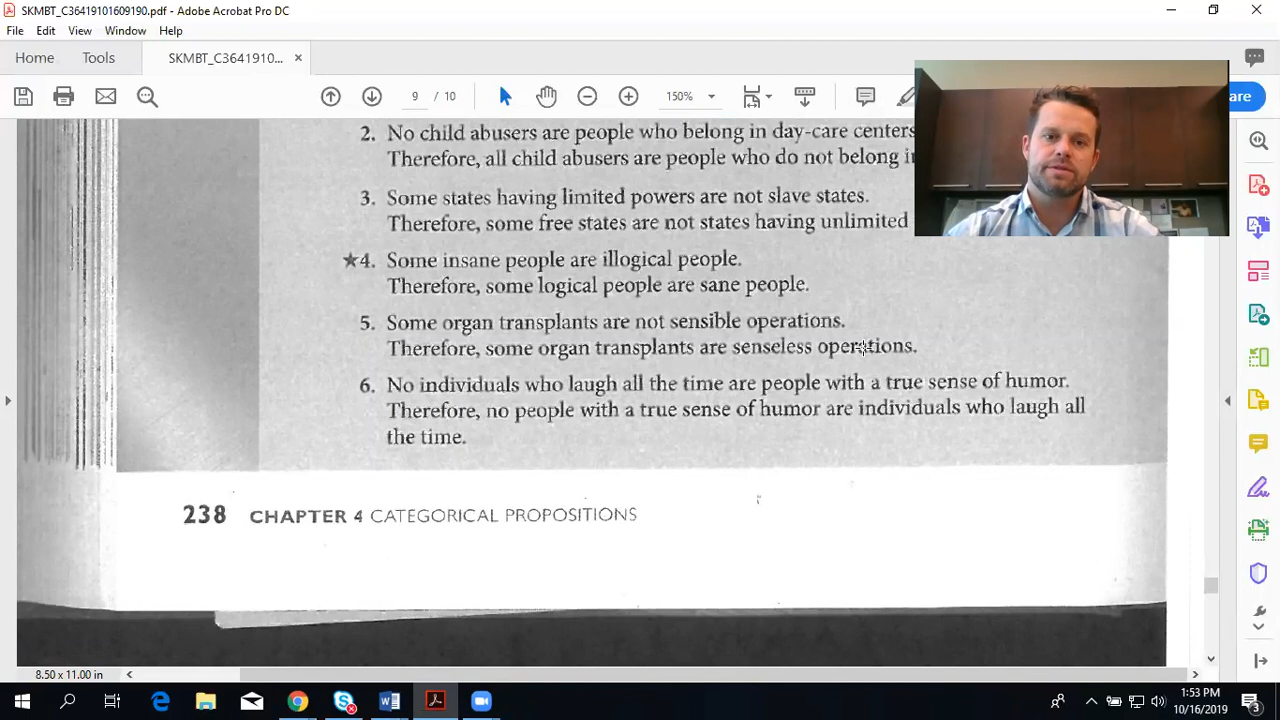 SKMBT_C36419101609190.pdf - Adobe Acrobat Pro DC
File Edit View Window Help
Home Tools SKMBT_C3641910... ×
9 / 10 150%
are
2. No child abusers are people who belong in day-care centers
Therefore, all child abusers are people who do not belong
3. Some states having limited powers are not slave states.
Therefore, some free states are not states having unlimited
★4. Some insane people are illogical people.
Therefore, some logical people are sane people.
5. Some organ transplants are not sensible operations.
Therefore, some organ transplants are senseless operations.
6. No individuals who laugh all the time are people with a true sense of humor.
Therefore, no people with a true sense of humor are individuals who laugh all
the time.
238 CHAPTER 4 CATEGORICAL PROPOSITIONS
8.50 x 11.00 in
1:53 PM
10/16/2019
3